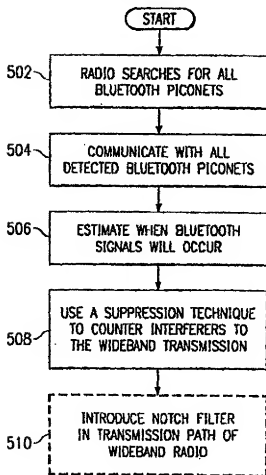 START
502
RADIO SEARCHES FOR ALL
BLUETOOTH PICONETS
504
COMMUNICATE WITH ALL
DETECTED BLUETOOTH PICONETS
506
ESTIMATE WHEN BLUETOOTH
SIGNALS WILL OCCUR
508
USE A SUPPRESSION TECHNIQUE
TO COUNTER INTERFERERS TO
THE WIDEBAND TRANSMISSION
510
INTRODUCE NOTCH FILTER
IN TRANSMISSION PATH OF
WIDEBAND RADIO